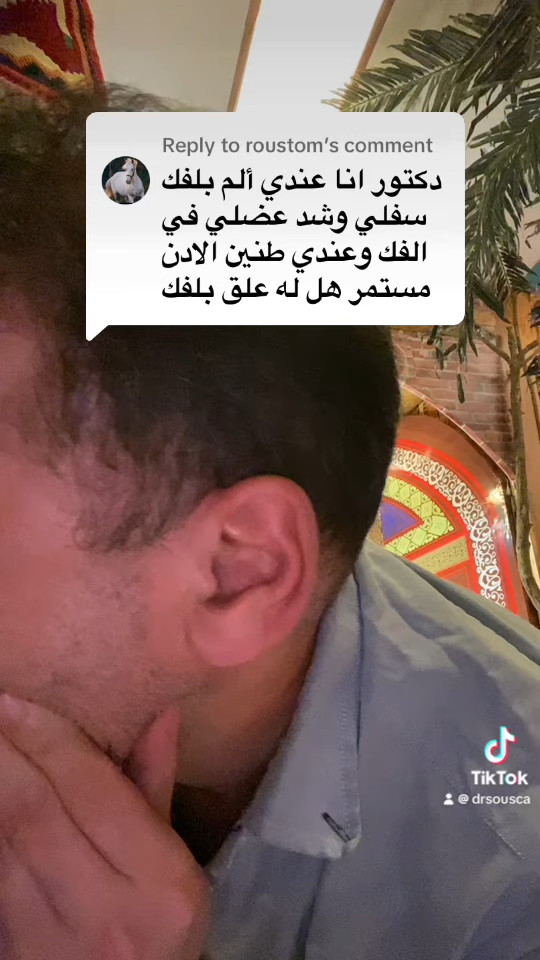 Reply to roustom's comment
دكتور انا عندي ألم بلفك
سفلي وشد عضلي في
الفك وعندي طنين الادن
مستمر هل له علق بلفك
TikTok
@drsousca